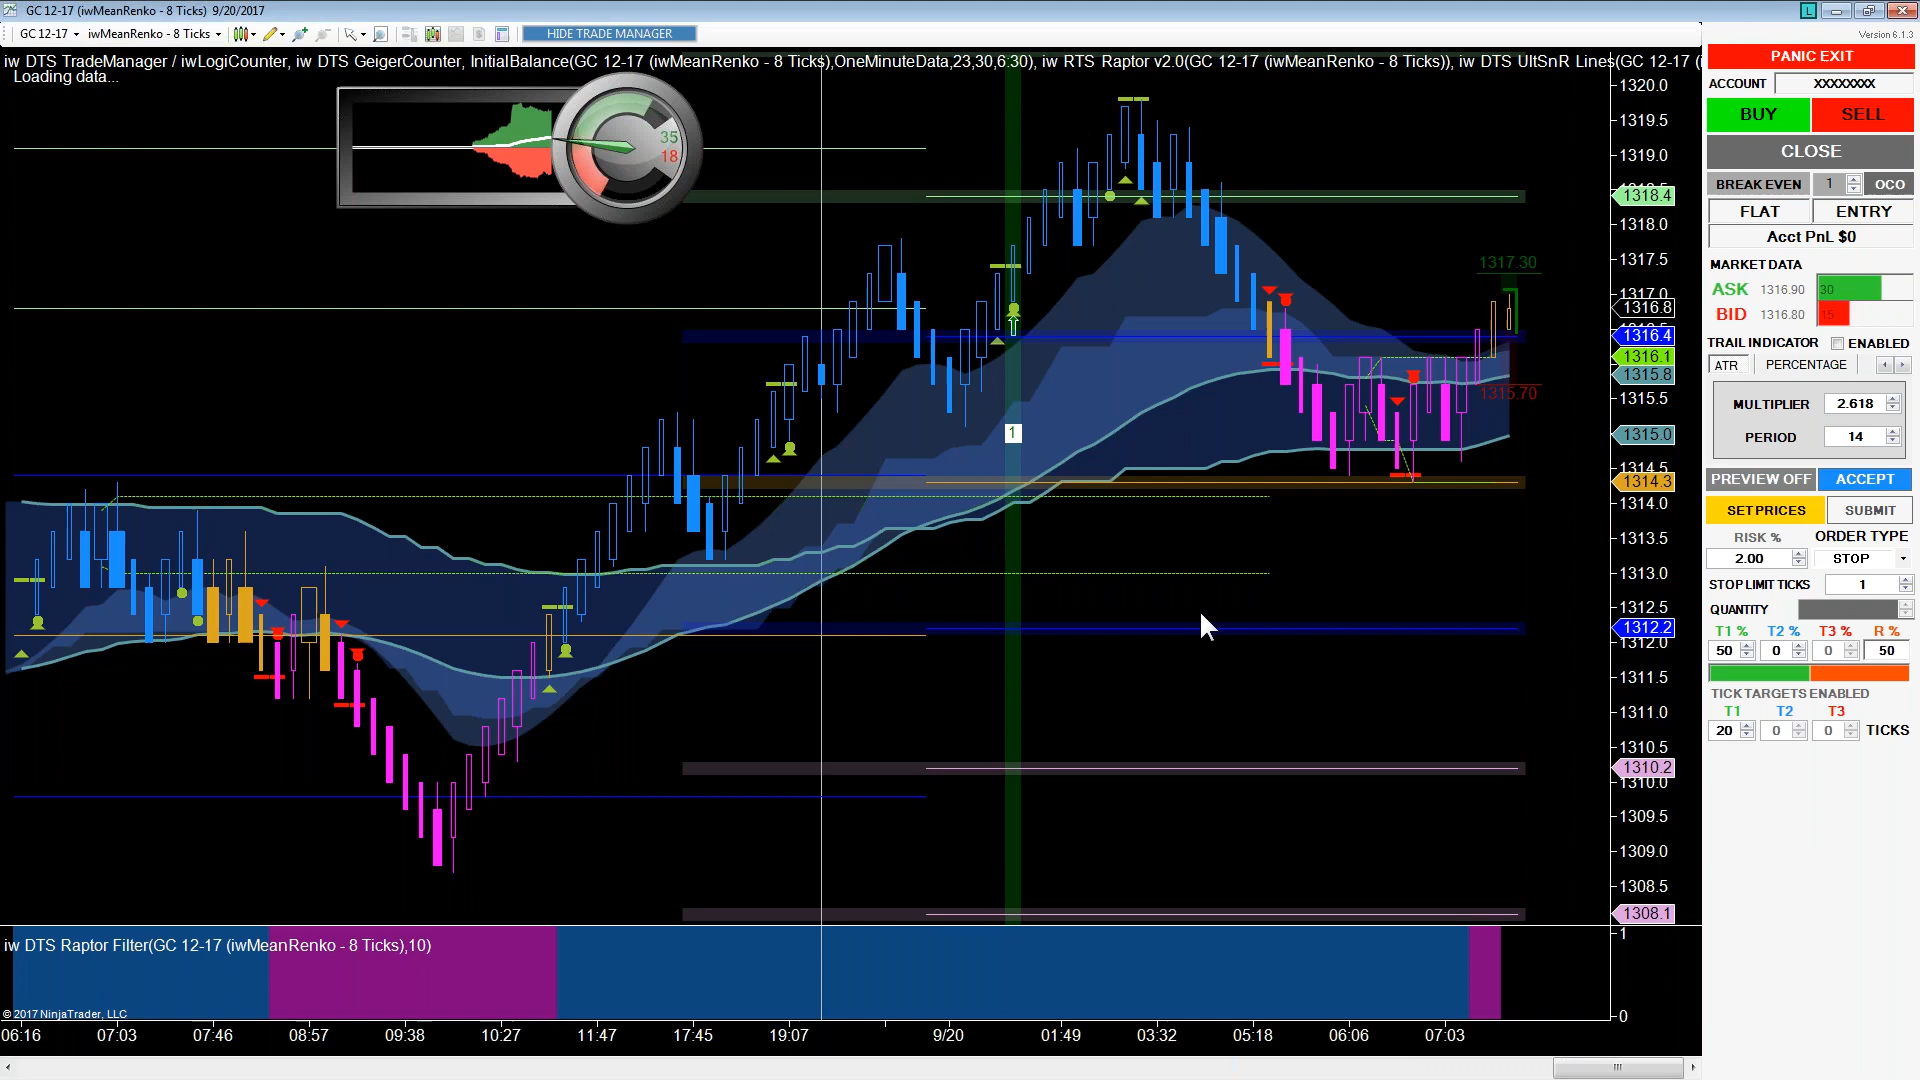 GC 12-17 (iwMeanRenko - 8 Ticks) 9/20/2017
L
GC 12-17 iwMeanRenko - 8 Ticks HIDE TRADE MANAGER
Version 6.1.3
iw DTS TradeManager / iwLogiCounter, iw DTS GeigerCounter, InitialBalance(GC 12-17 (iwMeanRenko - 8 Ticks),OneMinuteData,23,30,6:30), iw RTS Raptor v2.0(GC 12-17 (iwMeanRenko - 8 Ticks)), iw DTS UltSnR Lines(GC 12-17 (i
Loading data...
35
18
1317.30
1315.70
1
1320.0
1319.5
1319.0
1318.4
1318.0
1317.5
1317.0
1316.8
1316.4
1316.1
1315.8
1315.5
1315.0
1314.5
1314.3
1314.0
1313.5
1313.0
1312.5
1312.2
1312.0
1311.5
1311.0
1310.5
1310.2
1310.0
1309.5
1309.0
1308.5
1308.1
PANIC EXIT
ACCOUNT XXXXXXXX
BUY SELL
CLOSE
BREAK EVEN 1 OCO
FLAT ENTRY
Acct PnL $0
MARKET DATA
ASK 1316.90 30
BID 1316.80 15
TRAIL INDICATOR ENABLED
ATR PERCENTAGE
MULTIPLIER 2.618
PERIOD 14
PREVIEW OFF ACCEPT
SET PRICES SUBMIT
RISK % ORDER TYPE
2.00 STOP
STOP LIMIT TICKS 1
QUANTITY
T1 % T2 % T3 % R %
50 0 0 50
TICK TARGETS ENABLED
T1 T2 T3
20 0 0 TICKS
iw DTS Raptor Filter(GC 12-17 (iwMeanRenko - 8 Ticks),10)
1
0
© 2017 NinjaTrader, LLC
06:16 07:03 07:46 08:57 09:38 10:27 11:47 17:45 19:07 9/20 01:49 03:32 05:18 06:06 07:03